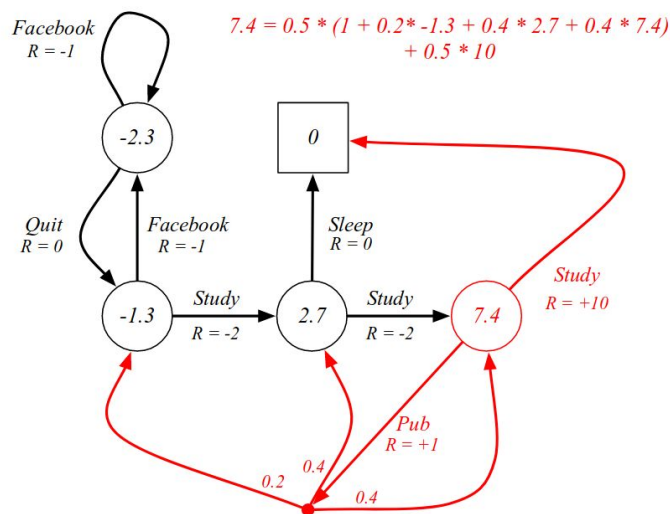 Facebook
R = -1
7.4 = 0.5 * (1 + 0.2* -1.3 + 0.4 * 2.7 + 0.4 * 7.4)
+ 0.5 * 10
-2.3
0
Quit
R = 0
Facebook
R = -1
Sleep
R = 0
Study
R = +10
-1.3
Study
R = -2
2.7
Study
R = -2
7.4
Pub
R = +1
0.2
0.4
0.4